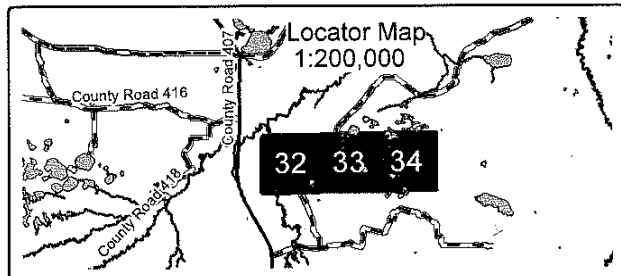 Locator Map
1:200,000
County Road 407
County Road 416
32 33 34
County Road 418